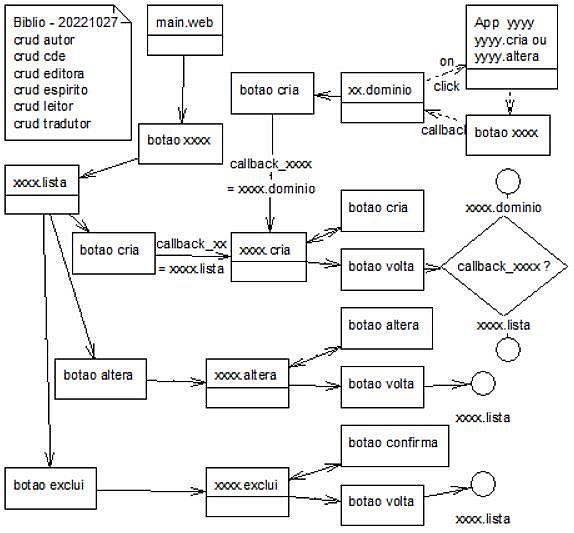 Biblio - 20221027
crud autor
crud cde
crud editora
crud espirito
crud leitor
crud tradutor
main.web
App yyyy
yyyy.cria ou
yyyy.altera
on
click
botao cria
xx.dominio
callback
botao xxxx
botao xxxx
xxxx.lista
callback_xxxx
= xxxx.dominio
botao cria
xxxx.dominio
botao cria
callback_xx
= xxxx.lista
xxxx.cria
botao volta
callback_xxxx ?
botao altera
xxxx.lista
botao altera
xxxx.altera
botao volta
xxxx.lista
botao confirma
botao exclui
xxxx.exclui
botao volta
xxxx.lista